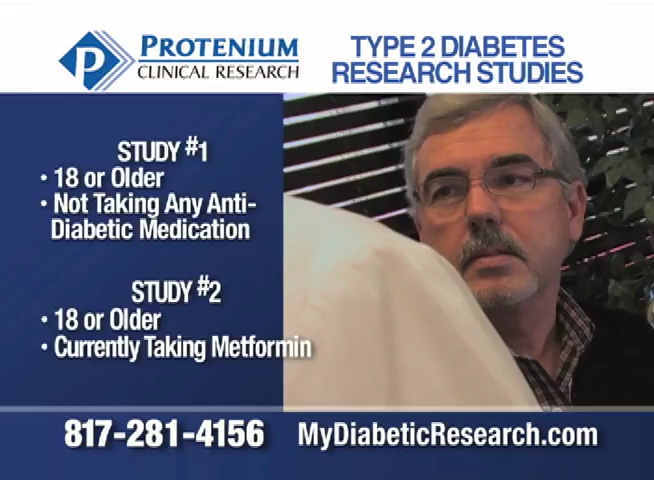 P
PROTENIUM
CLINICAL RESEARCH
TYPE 2 DIABETES
RESEARCH STUDIES
STUDY #1
• 18 or Older
• Not Taking Any Anti-
Diabetic Medication
STUDY #2
• 18 or Older
• Currently Taking Metformin
817-281-4156
MyDiabeticResearch.com